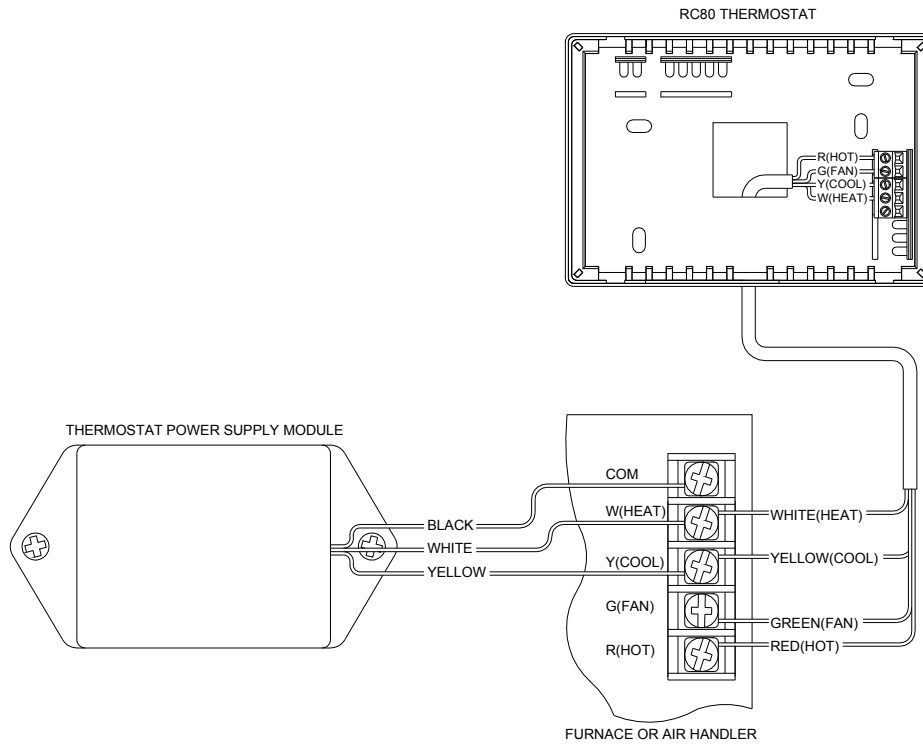 RC80 THERMOSTAT
R(HOT)
G(FAN)
Y(COOL)
W(HEAT)
THERMOSTAT POWER SUPPLY MODULE
BLACK
WHITE
YELLOW
COM
W(HEAT)
Y(COOL)
G(FAN)
R(HOT)
WHITE(HEAT)
YELLOW(COOL)
GREEN(FAN)
RED(HOT)
FURNACE OR AIR HANDLER